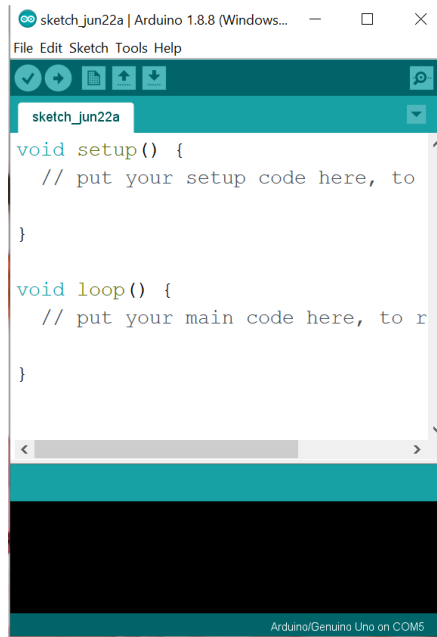 sketch_jun22a | Arduino 1.8.8 (Windows...
File Edit Sketch Tools Help
sketch_jun22a
void setup() {
  // put your setup code here, to
}
void loop() {
  // put your main code here, to r
}
Arduino/Genuino Uno on COM5